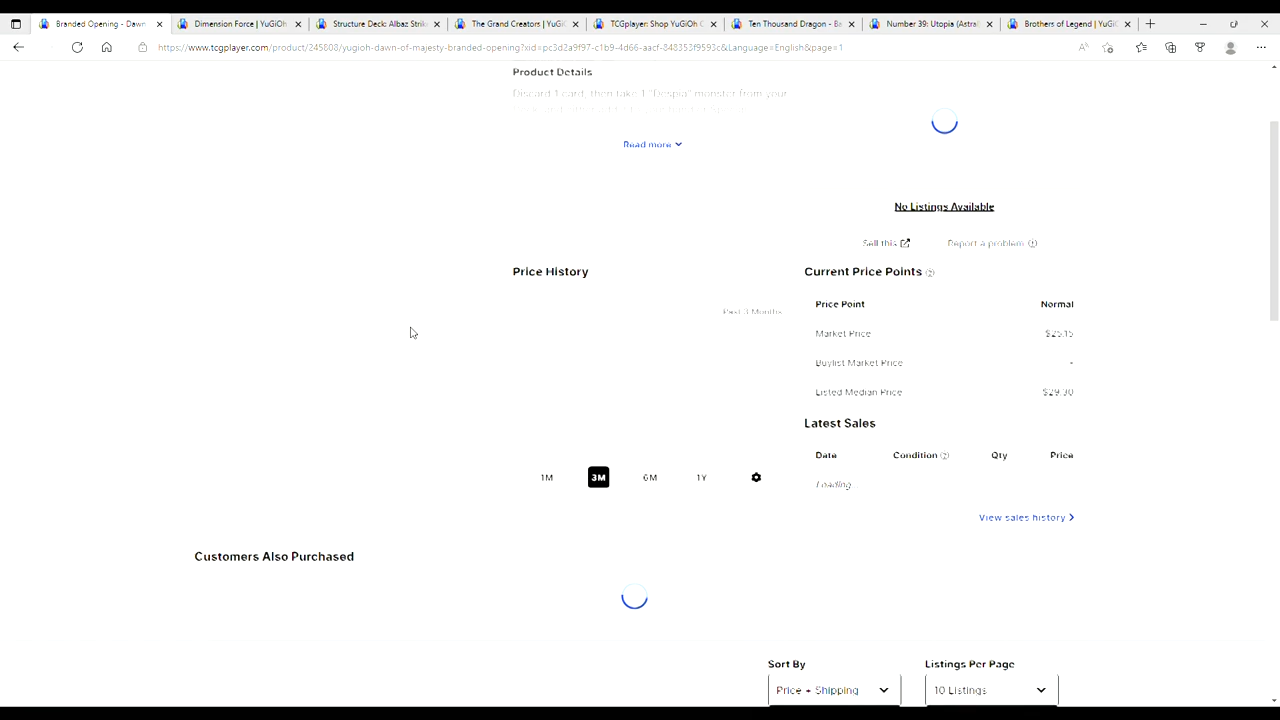 Branded Opening - Dawn
Dimension Force | YuGiOh
Structure Deck: Albaz Strik
The Grand Creators | YuGiC
TCGplayer: Shop YuGiOh C
Ten Thousand Dragon - Ba
Number 39: Utopia (Astral
Brothers of Legend | YuGiC
https://www.tcgplayer.com/product/245808/yugioh-dawn-of-majesty-branded-opening?xid=pc3d2a9f97-c1b9-4d66-aacf-848353f9593c&Language=English&page=1
Product Details
Discard 1 card, then take 1 "Despia" monster from your
Read more
No Listings Available
Sell this
Report a problem
Price History
Current Price Points
Past 3 Months
Price Point Normal
Market Price $25.15
Buylist Market Price -
Listed Median Price $29.30
Latest Sales
Date Condition Qty Price
Loading...
1M 3M 6M 1Y
View sales history
Customers Also Purchased
Sort By
Listings Per Page
Price + Shipping
10 Listings